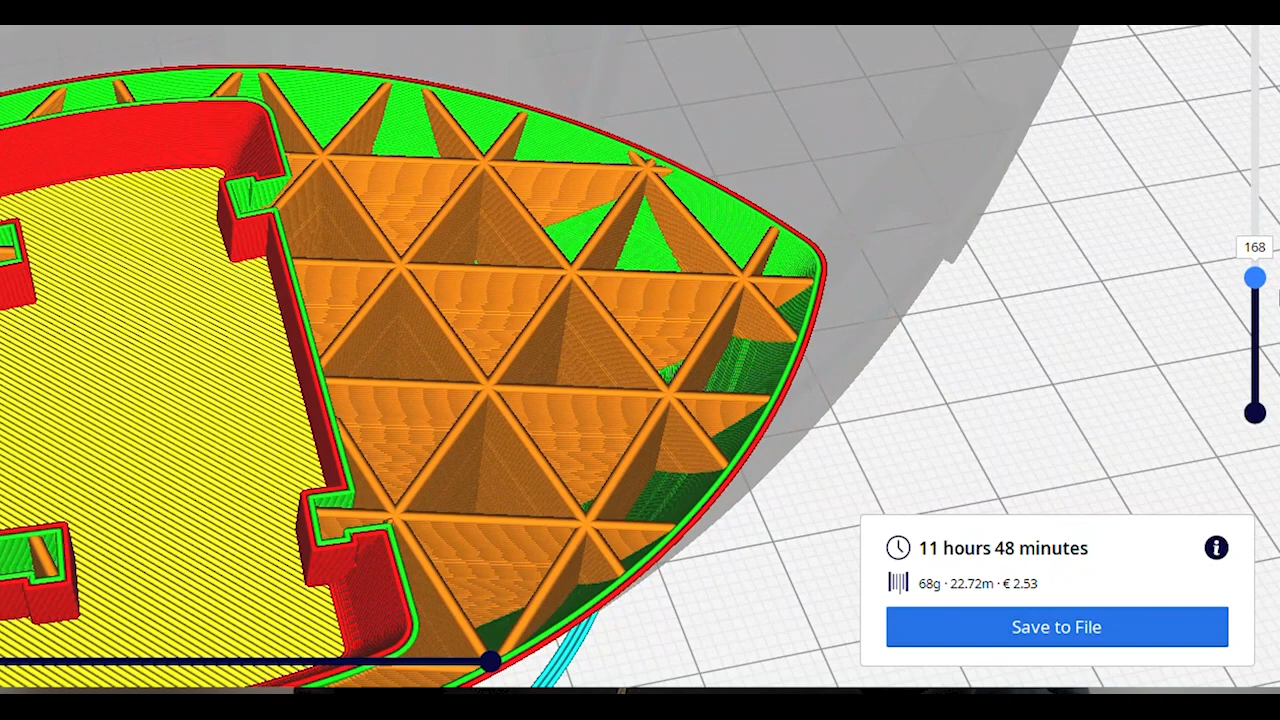 168
11 hours 48 minutes
68g · 22.72m · € 2.53
Save to File